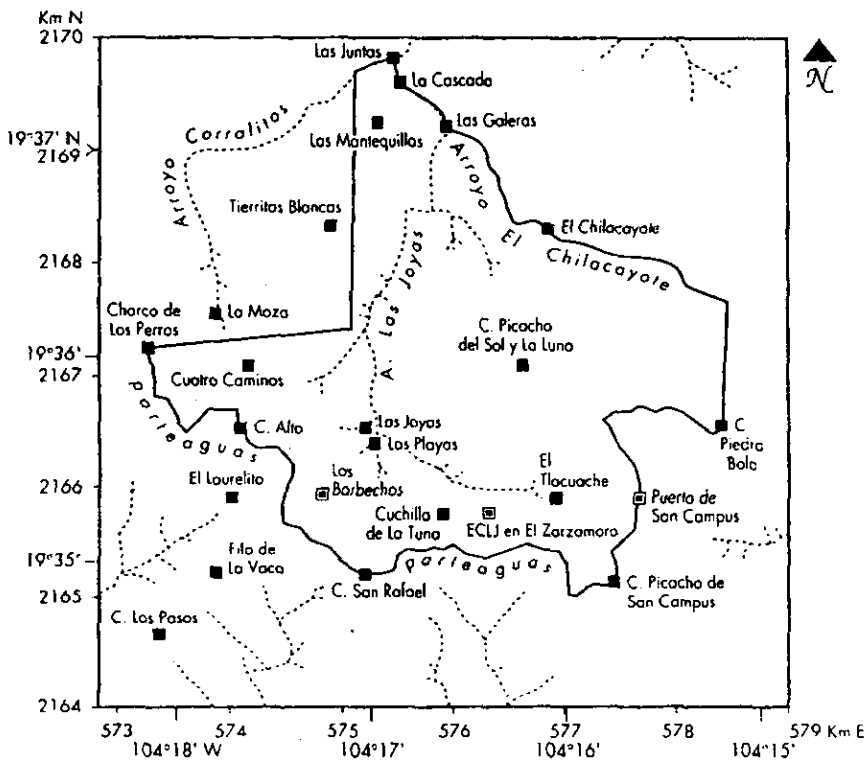 Km N
2170
N
Las Juntas
La Cascada
Arroyo Corralitos
Las Galeras
19°37' N
Las Mantequillas
2169
Arroyo El Chilacayote
Tierritas Blancas
El Chilacayote
2168
A. Las Joyas
La Moza
Charco de
Los Perros
C. Picacho
del Sol y La Luna
19°36'
2167
Cuatro Caminos
parteaguas
C. Alto
Las Joyas
Las Playas
C.
Piedra
Bola
El Laurelito
Los
Barbechos
El
Tlacuache
2166
Puerto de
San Campus
Cuchilla
de La Tuna
ECLJ en El Zarzamoro
19°35'
Fila de
La Vaca
parteaguas
2165
C. San Rafael
C. Picacho de
San Campus
C. Los Pasos
2164
573 574 575 576 577 578 579 Km E
104°18' W 104°17' 104°16' 104°15'